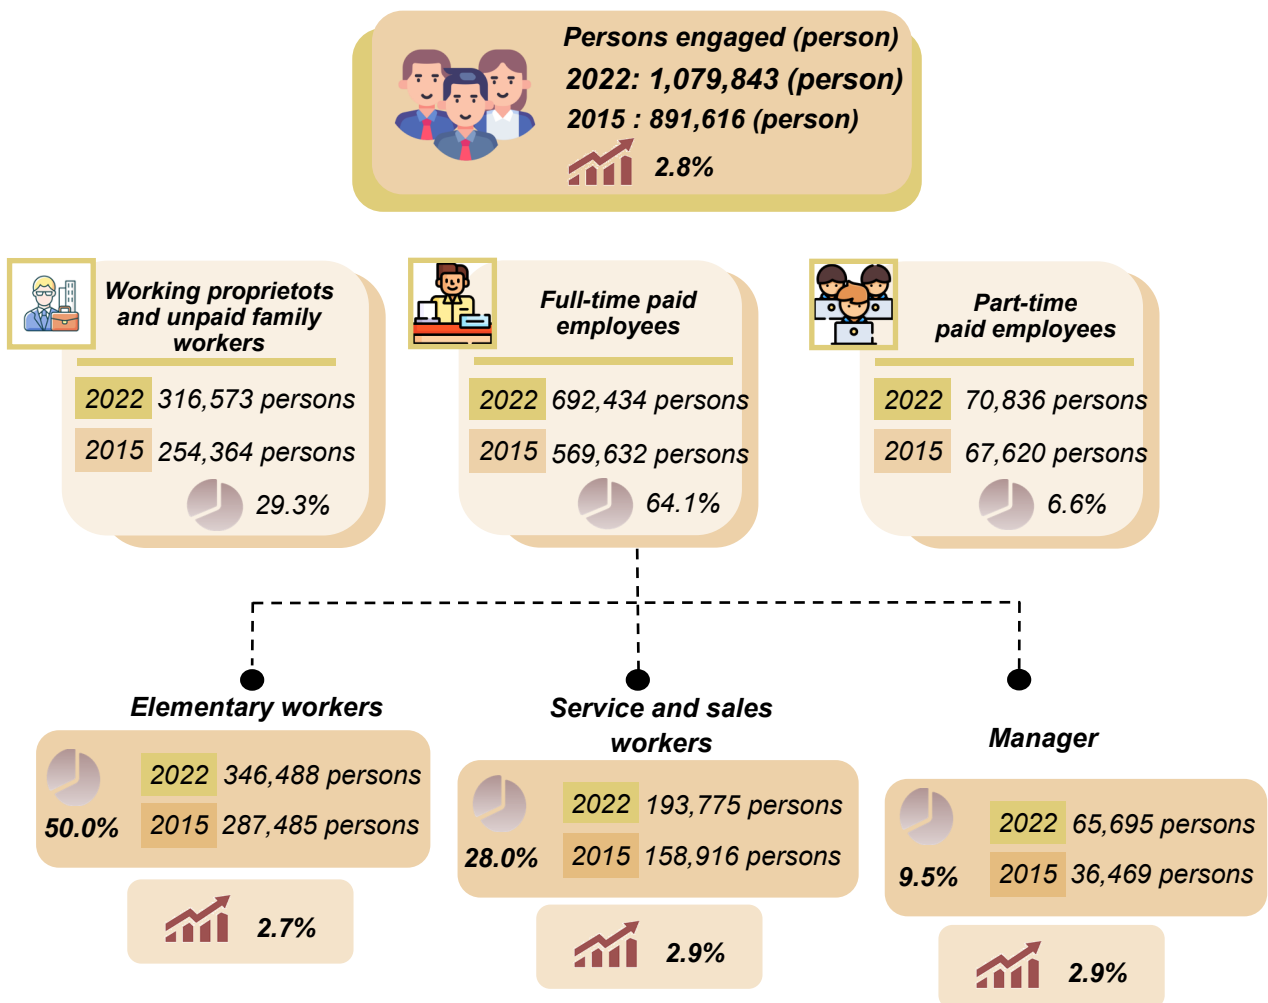 Persons engaged (person)
2022: 1,079,843 (person)
2015 : 891,616 (person)
2.8%
Working proprietots
and unpaid family
workers
2022 316,573 persons
2015 254,364 persons
29.3%
Full-time paid
employees
2022 692,434 persons
2015 569,632 persons
64.1%
Part-time
paid employees
2022 70,836 persons
2015 67,620 persons
6.6%
Elementary workers
2022 346,488 persons
50.0% 2015 287,485 persons
2.7%
Service and sales
workers
2022 193,775 persons
28.0% 2015 158,916 persons
2.9%
Manager
2022 65,695 persons
9.5% 2015 36,469 persons
2.9%